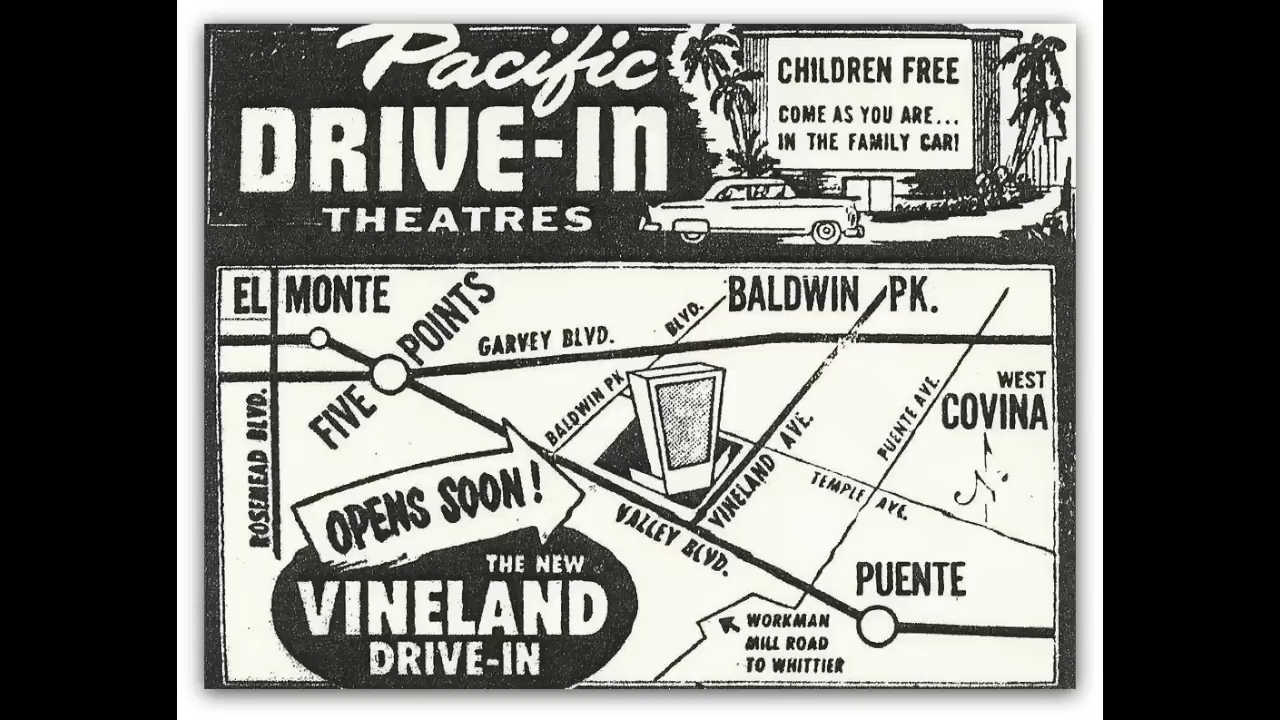 Pacific
DRIVE-IN
THEATRES
CHILDREN FREE
COME AS YOU ARE...
IN THE FAMILY CAR!
EL MONTE
FIVE POINTS
GARVEY BLVD.
BALDWIN PK. BLVD.
BALDWIN PK.
ROSEMEAD BLVD.
WEST
COVINA
PUENTE AVE.
VINELAND AVE.
TEMPLE AVE.
N.
VALLEY BLVD.
OPENS SOON!
THE NEW
VINELAND
DRIVE-IN
PUENTE
WORKMAN
MILL ROAD
TO WHITTIER